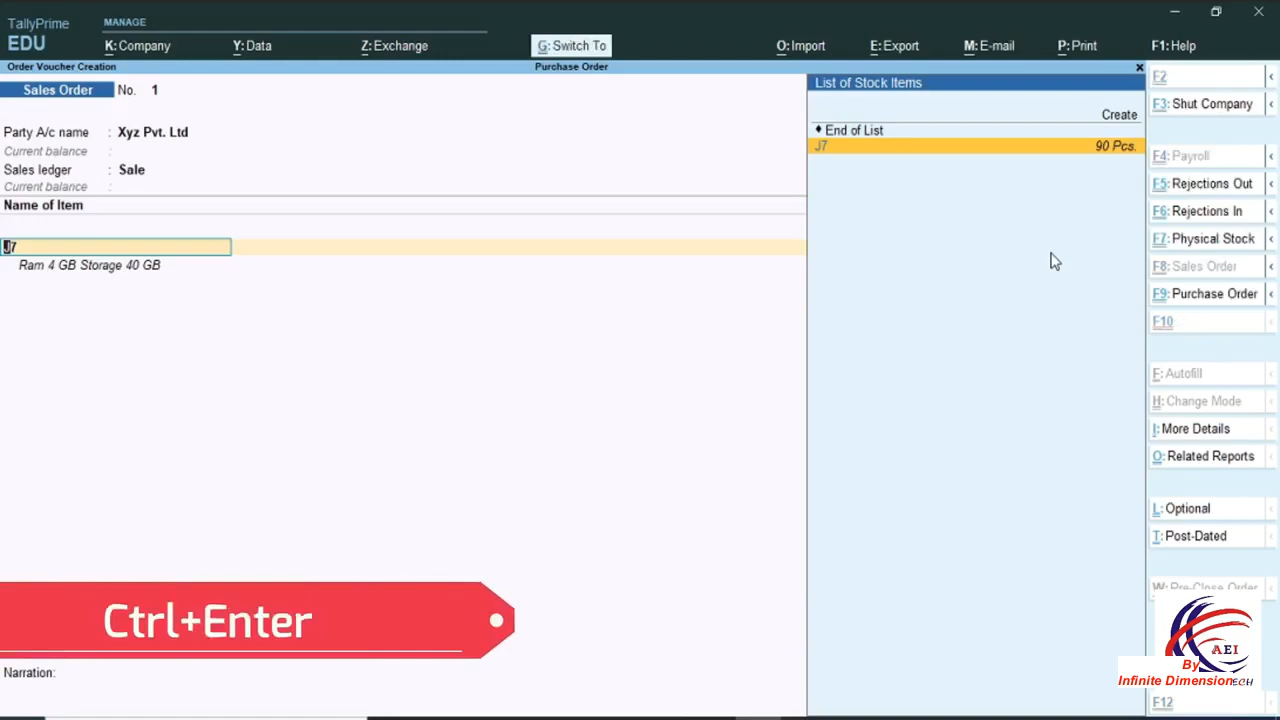 TallyPrime
EDU
MANAGE
K: Company
Y: Data
Z: Exchange
G: Switch To
O: Import
E: Export
M: E-mail
P: Print
F1: Help
Order Voucher Creation
Purchase Order
Sales Order No. 1
Party A/c name : Xyz Pvt. Ltd
Current balance :
Sales ledger : Sale
Current balance :
Name of Item
J7
Ram 4 GB Storage 40 GB
Narration:
List of Stock Items
Create
♦ End of List
J7 90 Pcs.
F2
F3: Shut Company
F4: Payroll
F5: Rejections Out
F6: Rejections In
F7: Physical Stock
F8: Sales Order
F9: Purchase Order
F10
F: Autofill
H: Change Mode
I: More Details
O: Related Reports
L: Optional
T: Post-Dated
W: Pre-Close Order
F12
Ctrl+Enter
AEI
By
Infinite Dimension